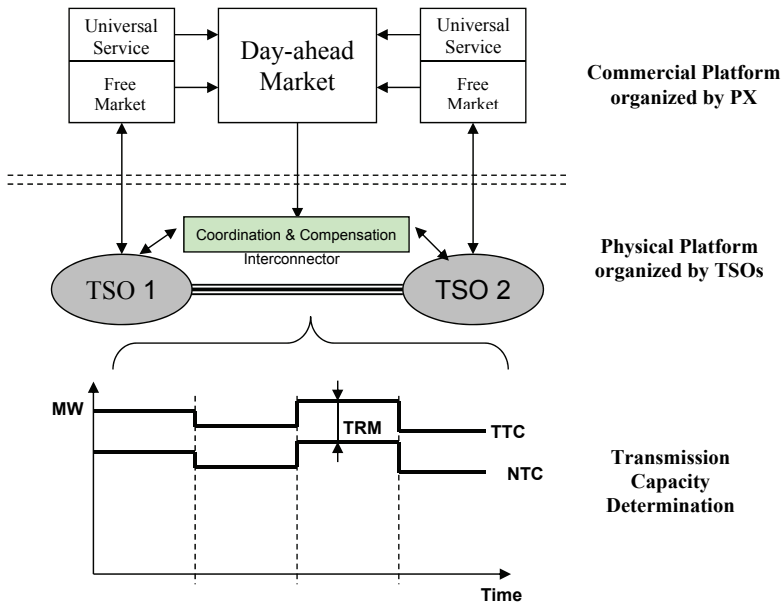 Universal
Service
Free
Market
Day-ahead
Market
Universal
Service
Free
Market
Commercial Platform
organized by PX
Coordination & Compensation
Interconnector
TSO 1
TSO 2
Physical Platform
organized by TSOs
MW
TRM
TTC
NTC
Time
Transmission
Capacity
Determination